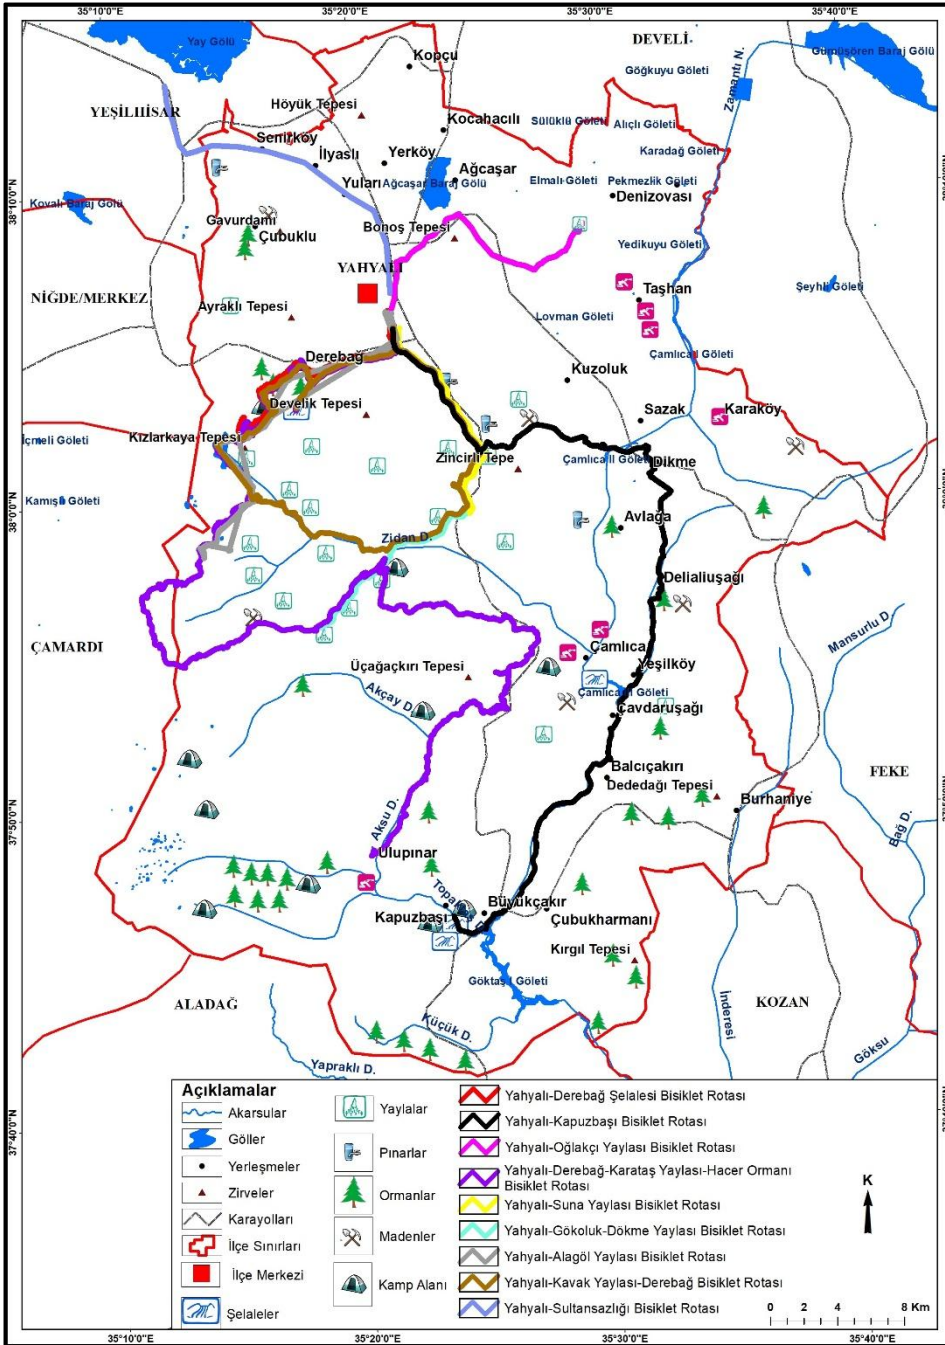 35°10'0"E 35°20'0"E 35°30'0"E 35°40'0"E
Yay Gölü
DEVELİ
Kopçu
Gümüşören Baraj Gölü
Göğkuyu Göleti
Zamantı N.
YEŞİLHİSAR
Höyük Tepesi
Kocahacılı
Sülüklü Göleti
Alıçlı Göleti
Senirköy
İlyaslı
Yerköy
Karadağ Göleti
Ağcaşar
Yuları
Ağcaşar Baraj Gölü
Elmalı Göleti
Pekmezlik Göleti
Denizovası
38°10'0"N
Kovalı Baraj Gölü
Gavurdamı
Çubuklu
Bonoş Tepesi
Yedikuyu Göleti
YAHYALI
NİĞDE/MERKEZ
Taşhan
Şeyhli Göleti
Ayraklı Tepesi
Lovman Göleti
Derebağ
Çamlıca I Göleti
Kuzoluk
Develik Tepesi
Sazak
Karaköy
İçmeli Göleti
Kızlarkaya Tepesi
Zincirli Tepe
Çamlıca II Göleti
Dikme
38°0'0"N
Kamışlı Göleti
Avlağa
Zidan D.
Delialiuşağı
Mansurlu D.
ÇAMARDI
Çamlıca
Üçağaçkırı Tepesi
Yeşilköy
Akçay D.
Çavdaruşağı
Balcıçakırı
Dededağı Tepesi
FEKE
Burhaniye
37°50'0"N
Aksu D.
Bağ D.
Ulupınar
Kapuzbaşı
Büyükçakır
Çubukharmanı
Kırgıl Tepesi
Göktaş I Göleti
ALADAĞ
KOZAN
İnderesi
Küçük D.
Göksu
Yapraklı D.
37°40'0"N
Açıklamalar
Akarsular
Göller
Yerleşmeler
Zirveler
Karayolları
İlçe Sınırları
İlçe Merkezi
Şelaleler
Yaylalar
Pınarlar
Ormanlar
Madenler
Kamp Alanı
Yahyalı-Derebağ Şelalesi Bisiklet Rotası
Yahyalı-Kapuzbaşı Bisiklet Rotası
Yahyalı-Oğlakçı Yaylası Bisiklet Rotası
Yahyalı-Derebağ-Karataş Yaylası-Hacer Ormanı
Bisiklet Rotası
Yahyalı-Suna Yaylası Bisiklet Rotası
Yahyalı-Gökoluk-Dökme Yaylası Bisiklet Rotası
Yahyalı-Alagöl Yaylası Bisiklet Rotası
Yahyalı-Kavak Yaylası-Derebağ Bisiklet Rotası
Yahyalı-Sultansazlığı Bisiklet Rotası
K
0 2 4 8 Km
35°10'0"E 35°20'0"E 35°30'0"E 35°40'0"E